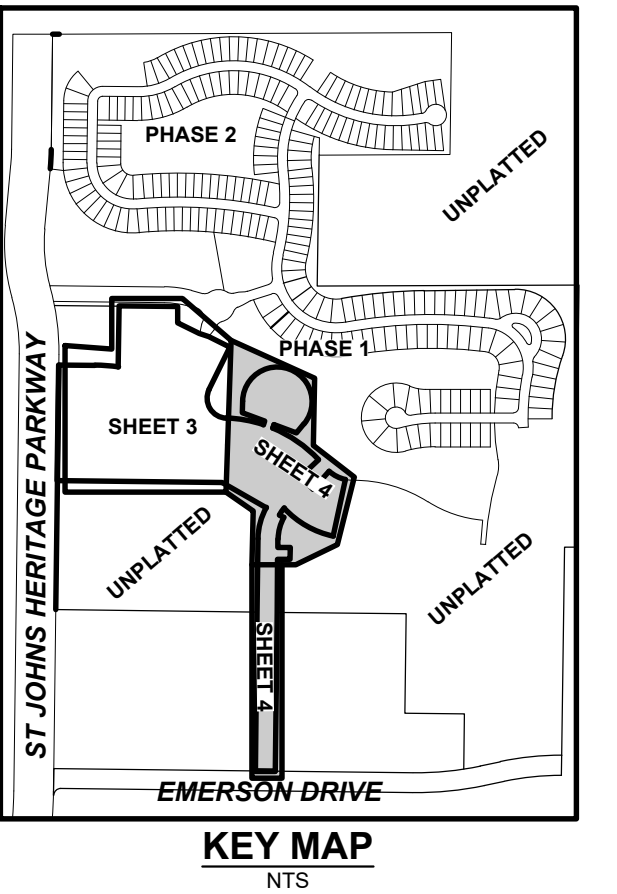 PHASE 2
UNPLATTED
PHASE 1
ST JOHNS HERITAGE PARKWAY
SHEET 3
SHEET 4
UNPLATTED
UNPLATTED
SHEET 4
EMERSON DRIVE
KEY MAP
NTS